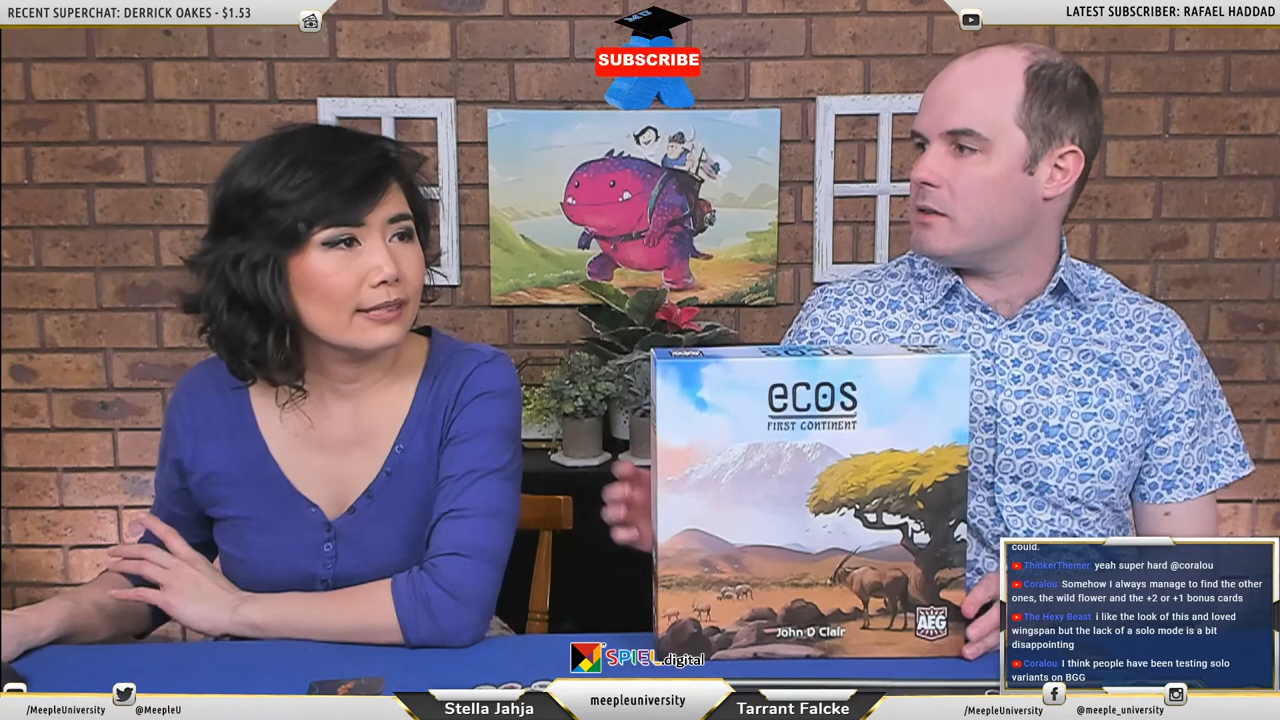 RECENT SUPERCHAT: DERRICK OAKES - $1.53
LATEST SUBSCRIBER: RAFAEL HADDAD
SUBSCRIBE
ecos
FIRST CONTINENT
John D Clair
AEG
could.
ThinkerThemer yeah super hard @coralou
Coralou Somehow I always manage to find the other
ones, the wild flower and the +2 or +1 bonus cards
The Hexy Beast i like the look of this and loved
wingspan but the lack of a solo mode is a bit
disappointing
Coralou I think people have been testing solo
variants on BGG
SPIEL.digital
/MeepleUniversity
@MeepleU
Stella Jahja
meepleuniversity
Tarrant Falcke
/MeepleUniversity
@meeple_university